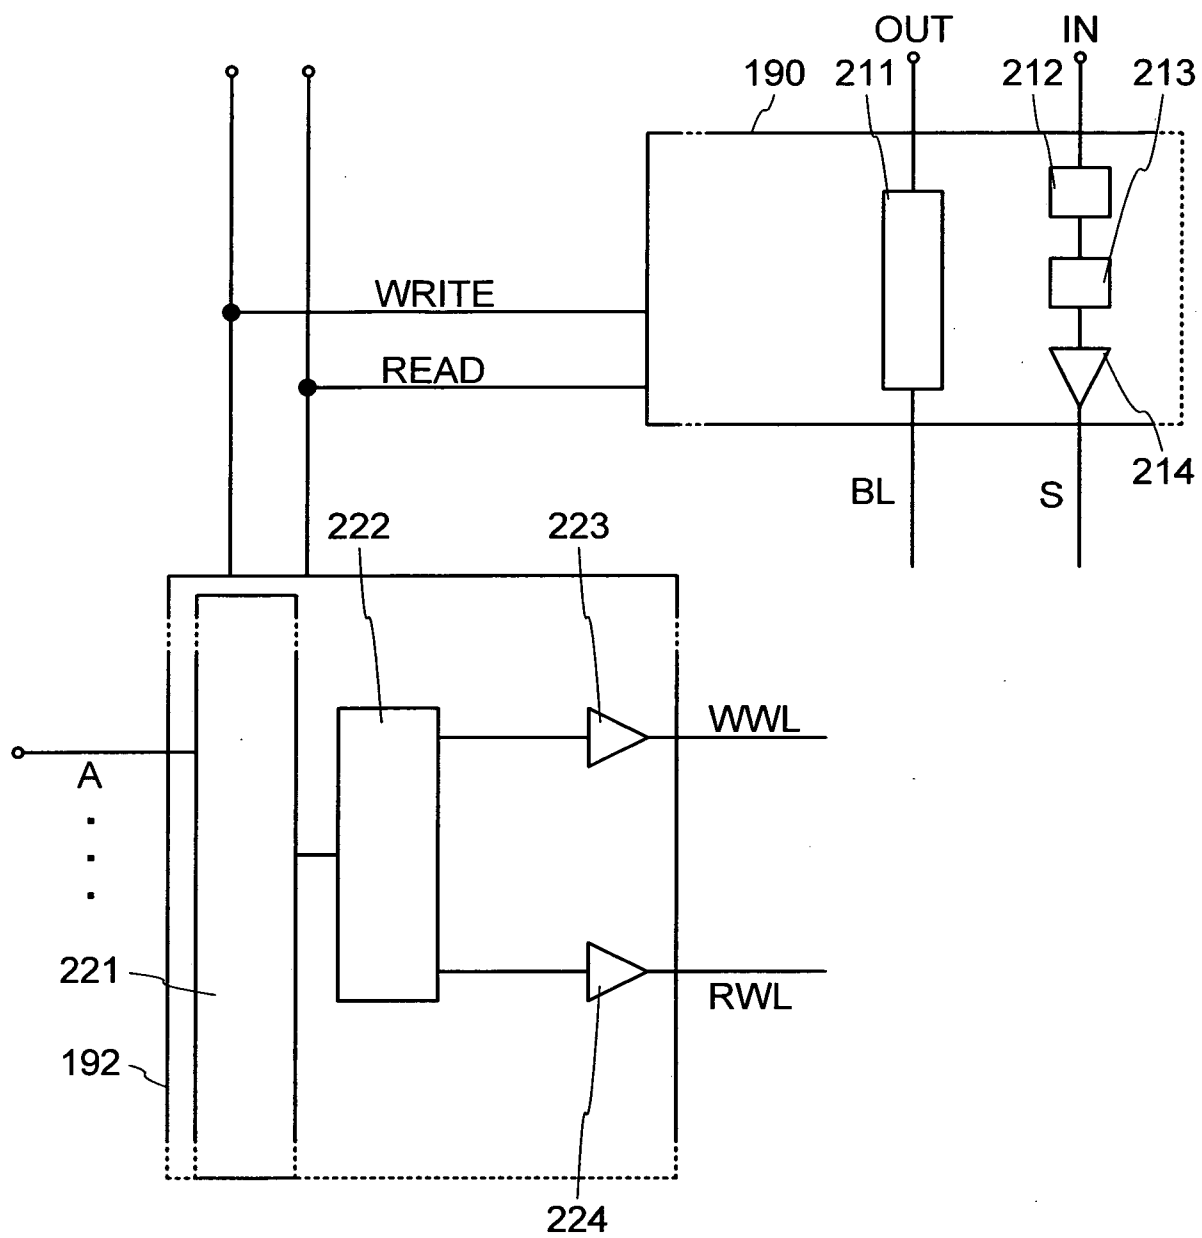 OUT IN
190 211 212 213
WRITE
READ
214
BL S
222 223
WWL
A
221
RWL
192
224